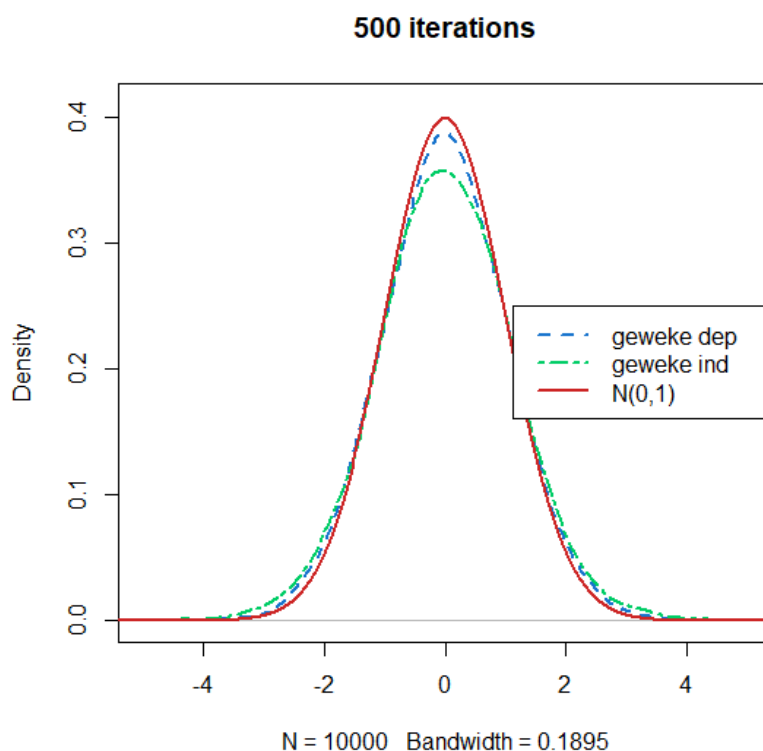 500 iterations
Density
0.4
0.3
0.2
0.1
0.0
geweke dep
geweke ind
N(0,1)
-4 -2 0 2 4
N = 10000 Bandwidth = 0.1895